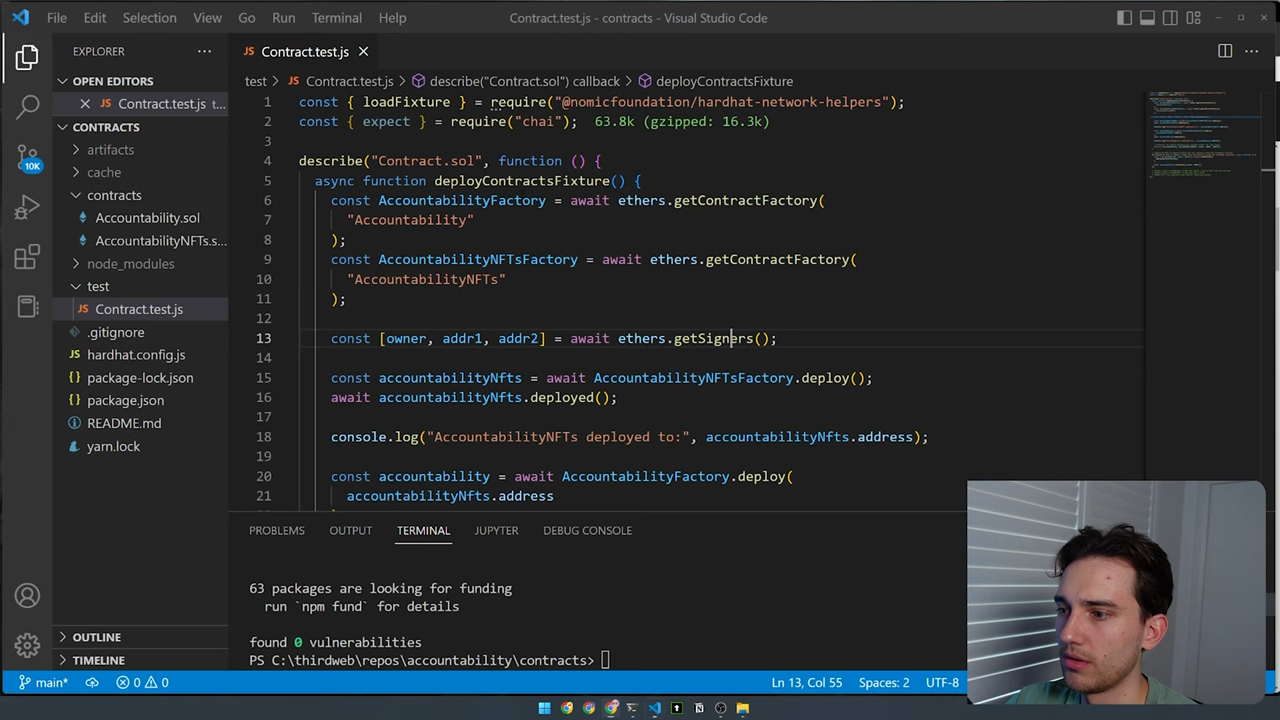 File Edit Selection View Go Run Terminal Help
Contract.test.js - contracts - Visual Studio Code
EXPLORER
OPEN EDITORS
Contract.test.js t...
CONTRACTS
artifacts
cache
contracts
Accountability.sol
AccountabilityNFTs.s...
node_modules
test
Contract.test.js
.gitignore
hardhat.config.js
package-lock.json
package.json
README.md
yarn.lock
OUTLINE
TIMELINE
10K
JS Contract.test.js
test > JS Contract.test.js > describe("Contract.sol") callback > deployContractsFixture
1 const { loadFixture } = require("@nomicfoundation/hardhat-network-helpers");
2 const { expect } = require("chai"); 63.8k (gzipped: 16.3k)
3
4 describe("Contract.sol", function () {
5 async function deployContractsFixture() {
6 const AccountabilityFactory = await ethers.getContractFactory(
7 "Accountability"
8 );
9 const AccountabilityNFTsFactory = await ethers.getContractFactory(
10 "AccountabilityNFTs"
11 );
12
13 const [owner, addr1, addr2] = await ethers.getSigners();
14
15 const accountabilityNfts = await AccountabilityNFTsFactory.deploy();
16 await accountabilityNfts.deployed();
17
18 console.log("AccountabilityNFTs deployed to:", accountabilityNfts.address);
19
20 const accountability = await AccountabilityFactory.deploy(
21 accountabilityNfts.address
PROBLEMS OUTPUT TERMINAL JUPYTER DEBUG CONSOLE
63 packages are looking for funding
run `npm fund` for details
found 0 vulnerabilities
PS C:\thirdweb\repos\accountability\contracts>
main* 0 0 Ln 13, Col 55 Spaces: 2 UTF-8